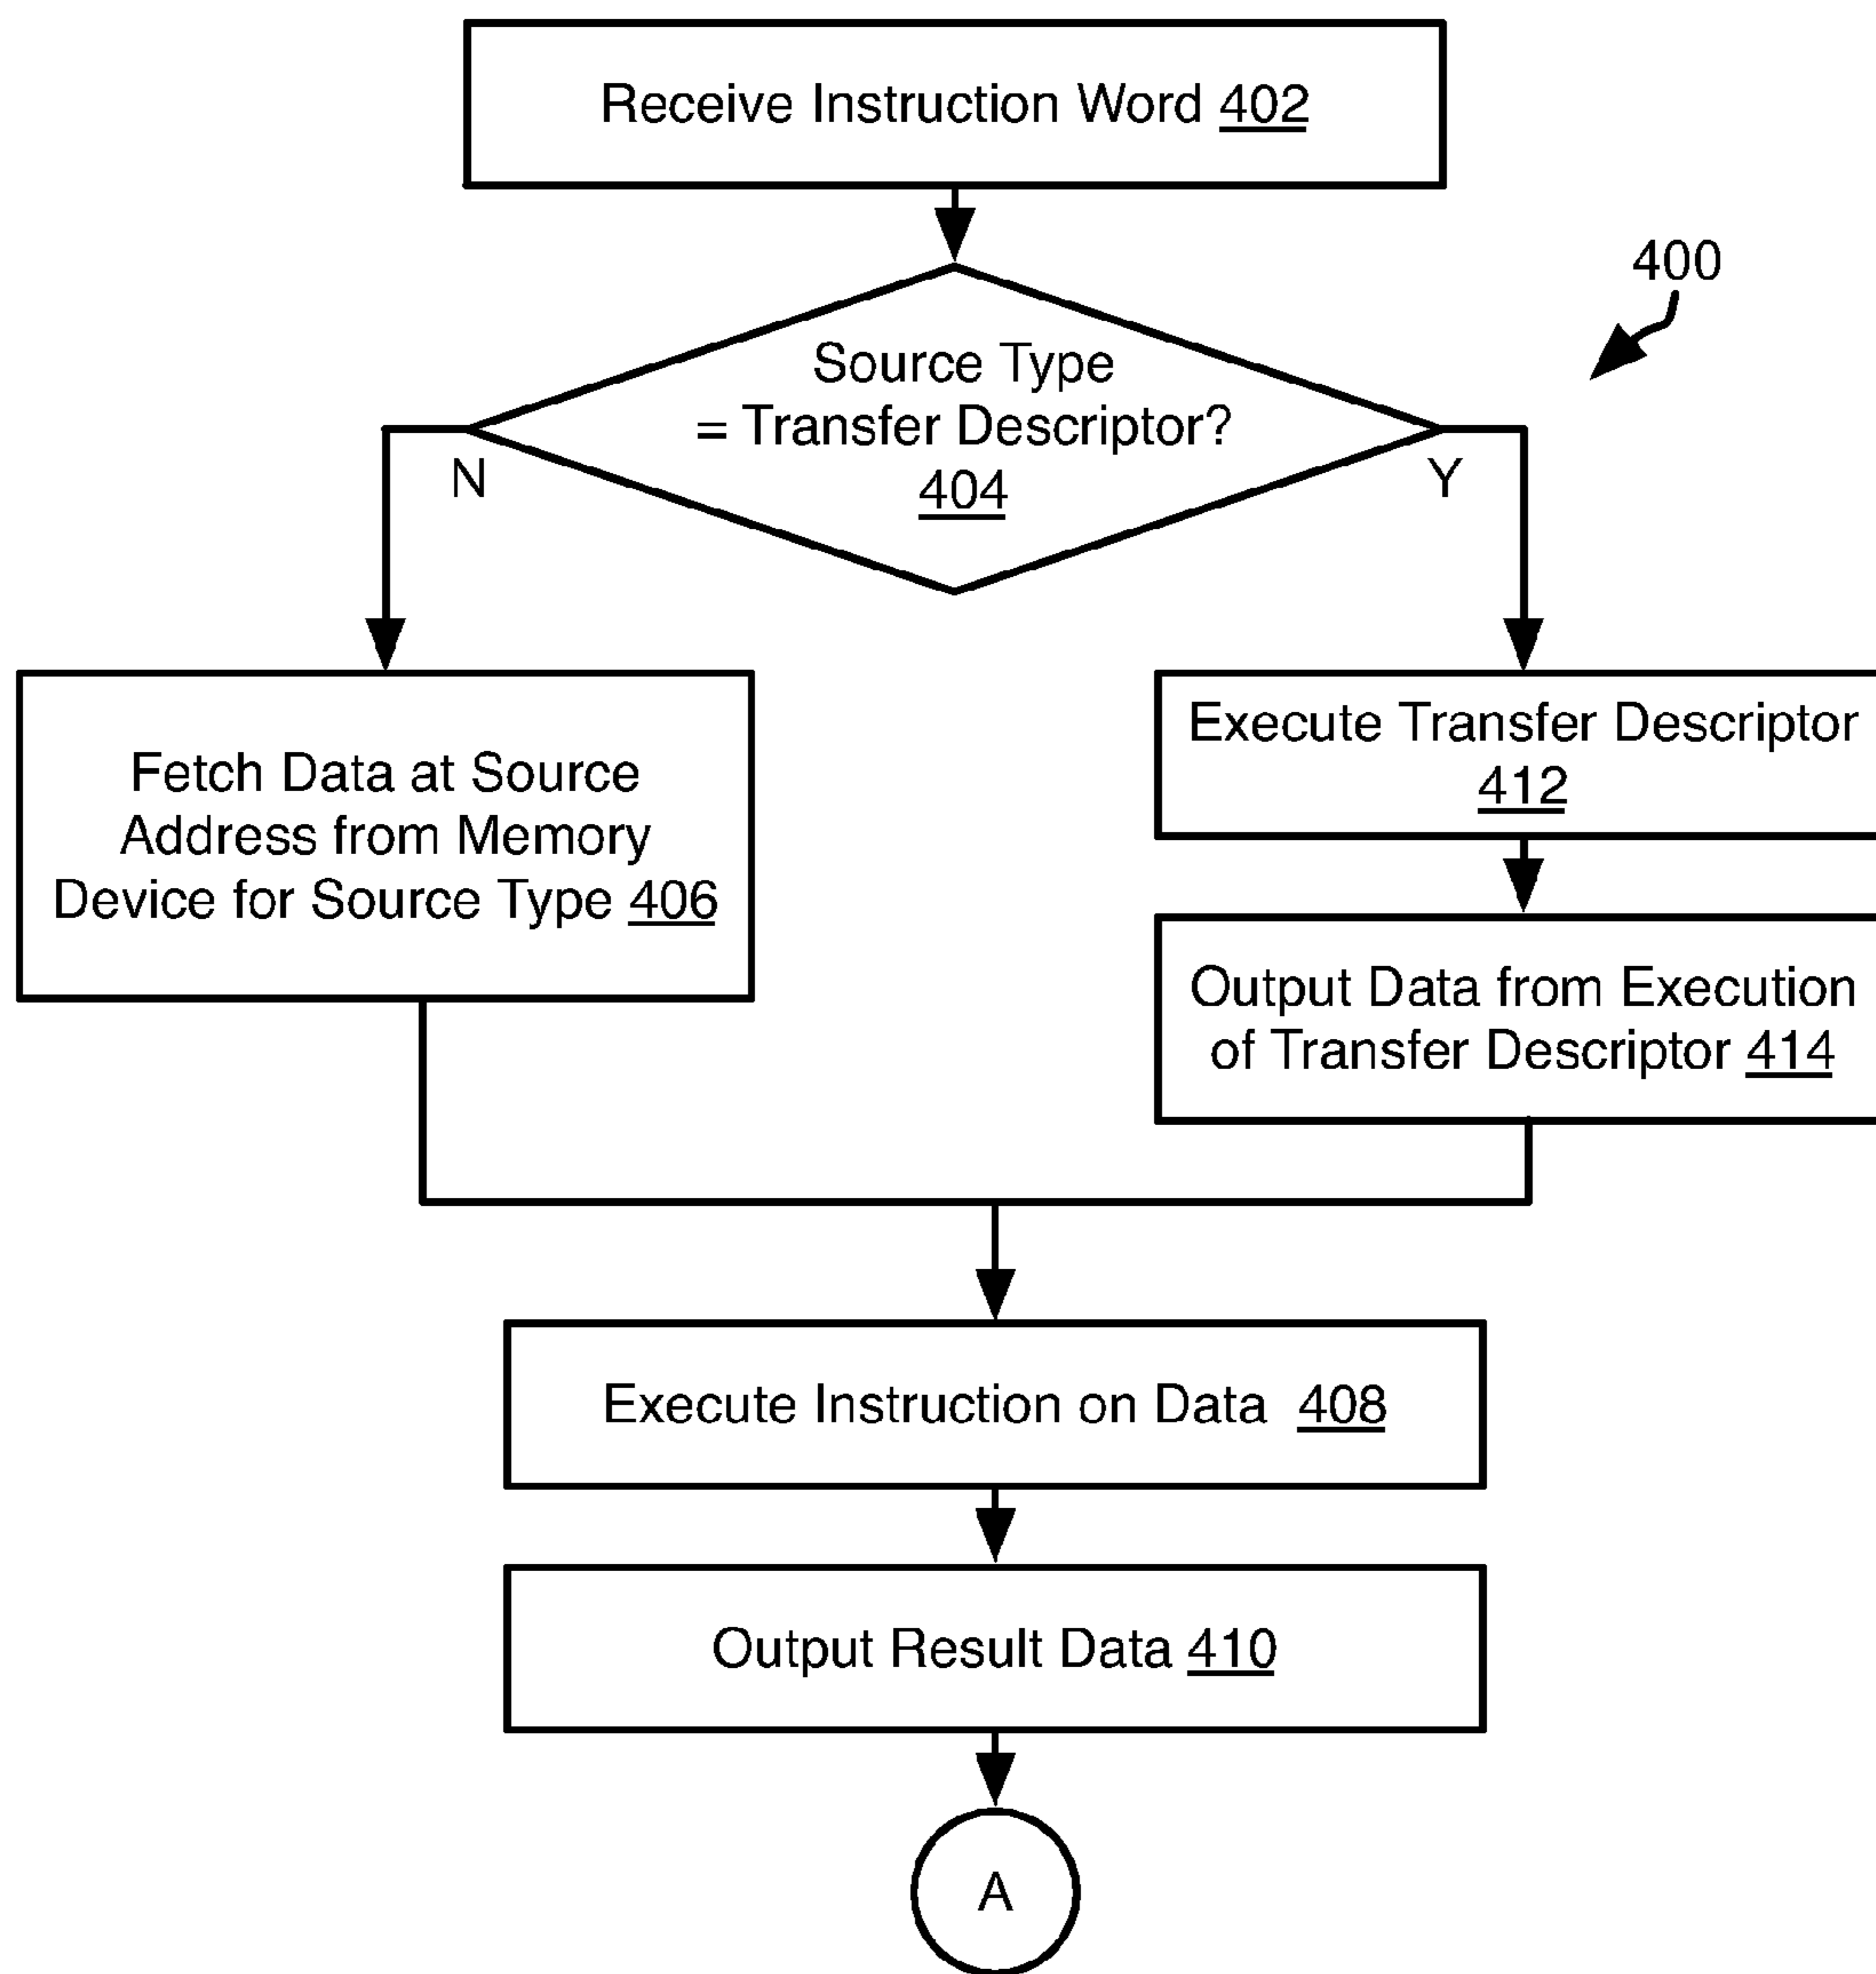 Receive Instruction Word 402
400
Source Type
= Transfer Descriptor?
404
N
Y
Fetch Data at Source
Address from Memory
Device for Source Type 406
Execute Transfer Descriptor
412
Output Data from Execution
of Transfer Descriptor 414
Execute Instruction on Data 408
Output Result Data 410
A